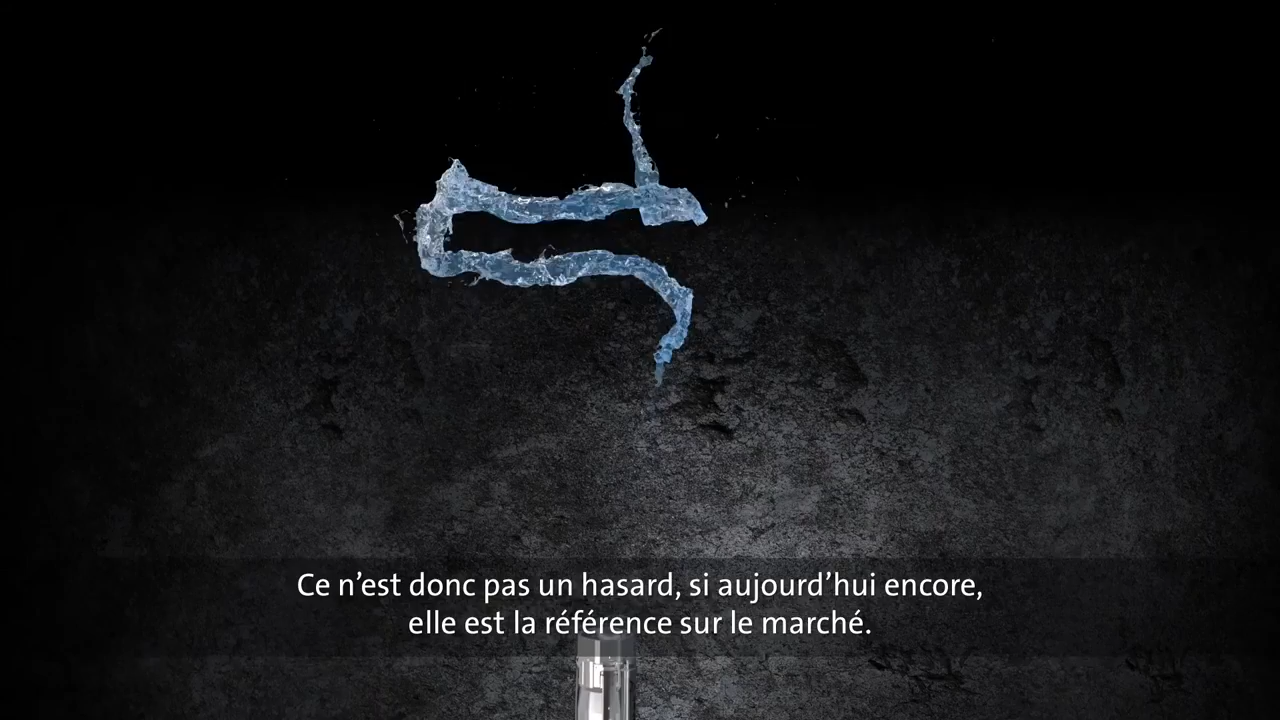 Ce n’est donc pas un hasard, si aujourd’hui encore,
elle est la référence sur le marché.